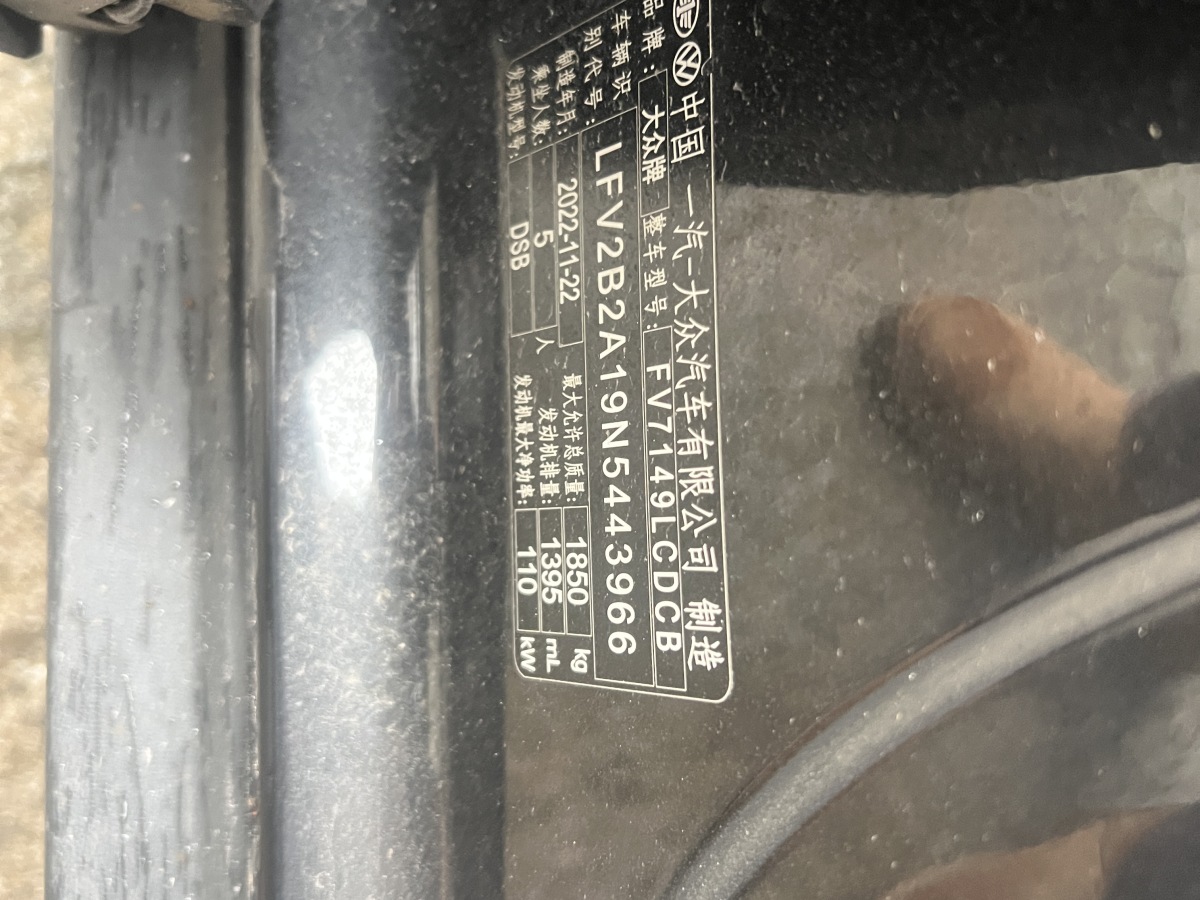 中国 一汽-大众汽车有限公司 制造
品牌: 大众牌 整车型号: FV7149LCDCB
车辆识别代号: LFV2B2A19N5443966
制造年月: 2022-11-22 最大允许总质量: 1850 kg
乘坐人数: 5 人 发动机排量: 1395 mL
发动机型号: DSB 发动机最大净功率: 110 kW